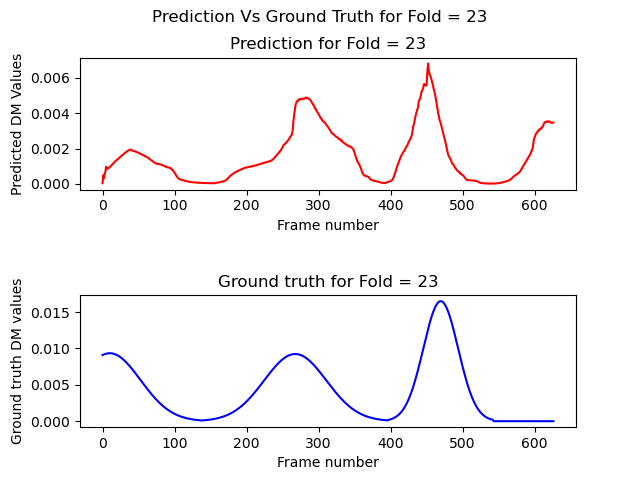 Prediction Vs Ground Truth for Fold = 23
Prediction for Fold = 23
Predicted DM Values
0.006
0.004
0.002
0.000
0 100 200 300 400 500 600
Frame number
Ground truth for Fold = 23
Ground truth DM values
0.015
0.010
0.005
0.000
0 100 200 300 400 500 600
Frame number